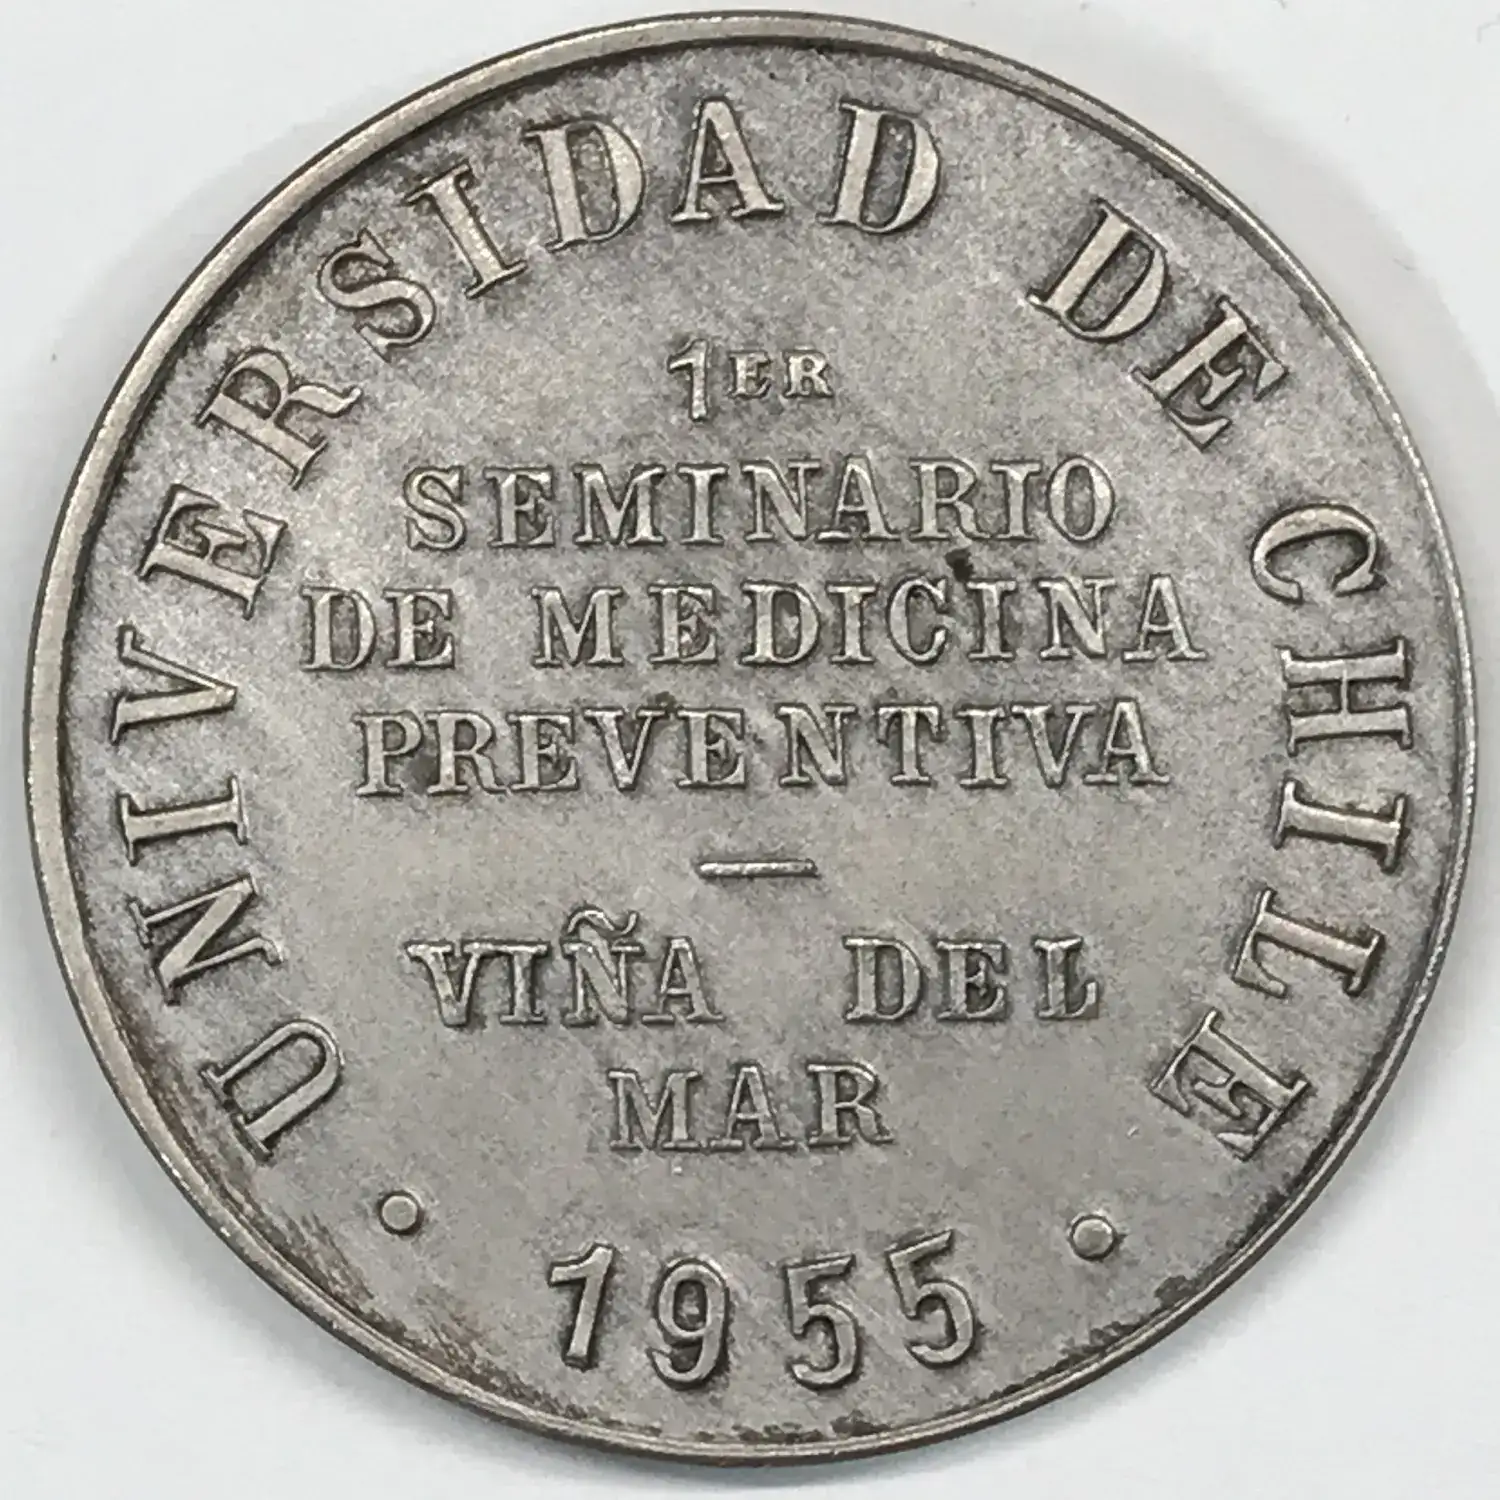 UNIVERSIDAD DE CHILE
1ER
SEMINARIO
DE MEDICINA
PREVENTIVA
—
VIÑA DEL
MAR
• 1955 •